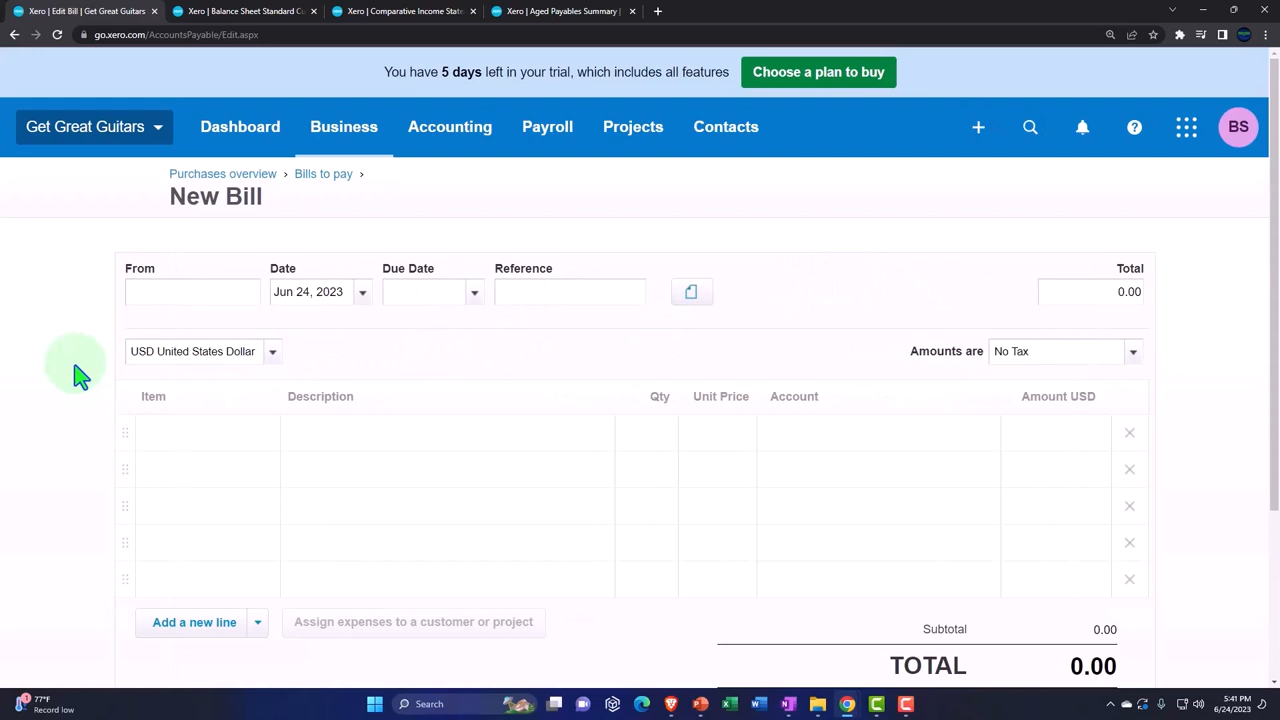 Xero | Edit Bill | Get Great Guitars
Xero | Balance Sheet Standard C
Xero | Comparative Income State
Xero | Aged Payables Summary |
go.xero.com/AccountsPayable/Edit.aspx
You have 5 days left in your trial, which includes all features
Choose a plan to buy
Get Great Guitars
Dashboard
Business
Accounting
Payroll
Projects
Contacts
BS
Purchases overview › Bills to pay ›
New Bill
From
Date
Due Date
Reference
Total
Jun 24, 2023
0.00
USD United States Dollar
Amounts are
No Tax
Item
Description
Qty
Unit Price
Account
Amount USD
Add a new line
Assign expenses to a customer or project
Subtotal
0.00
TOTAL
0.00
1
77°F
Record low
Search
5:41 PM
6/24/2023